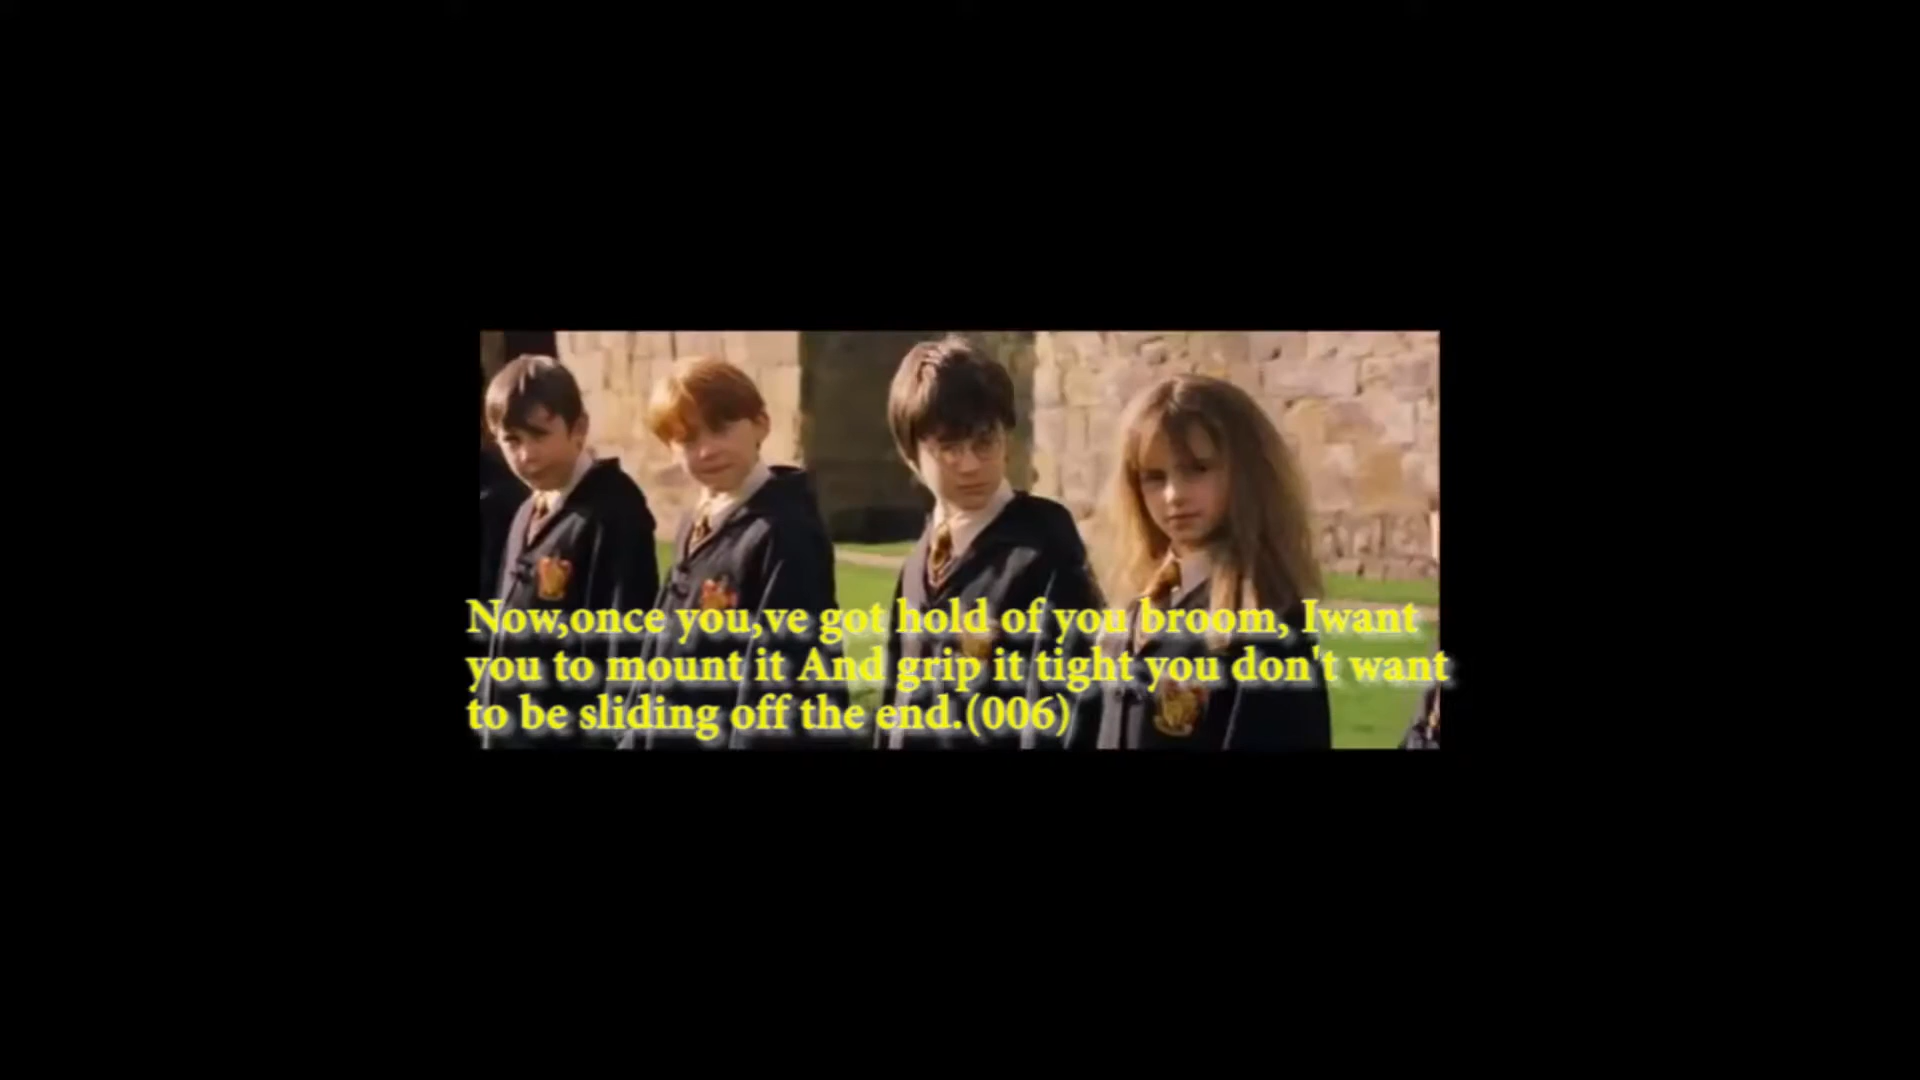 Now,once you,ve got hold of you broom, Iwant
you to mount it And grip it tight you don't want
to be sliding off the end.(006)